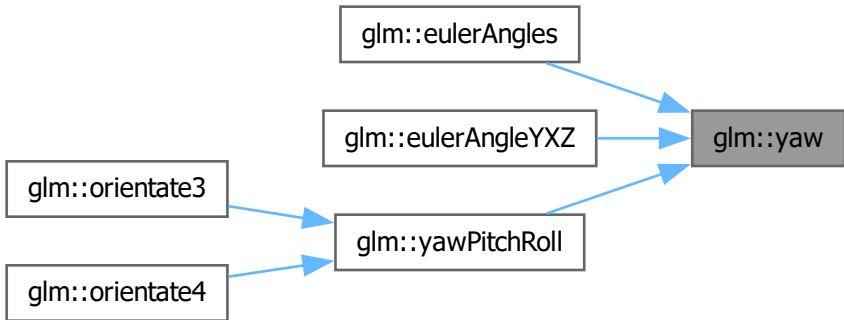 glm::eulerAngles
glm::eulerAngleYXZ
glm::yaw
glm::orientate3
glm::yawPitchRoll
glm::orientate4